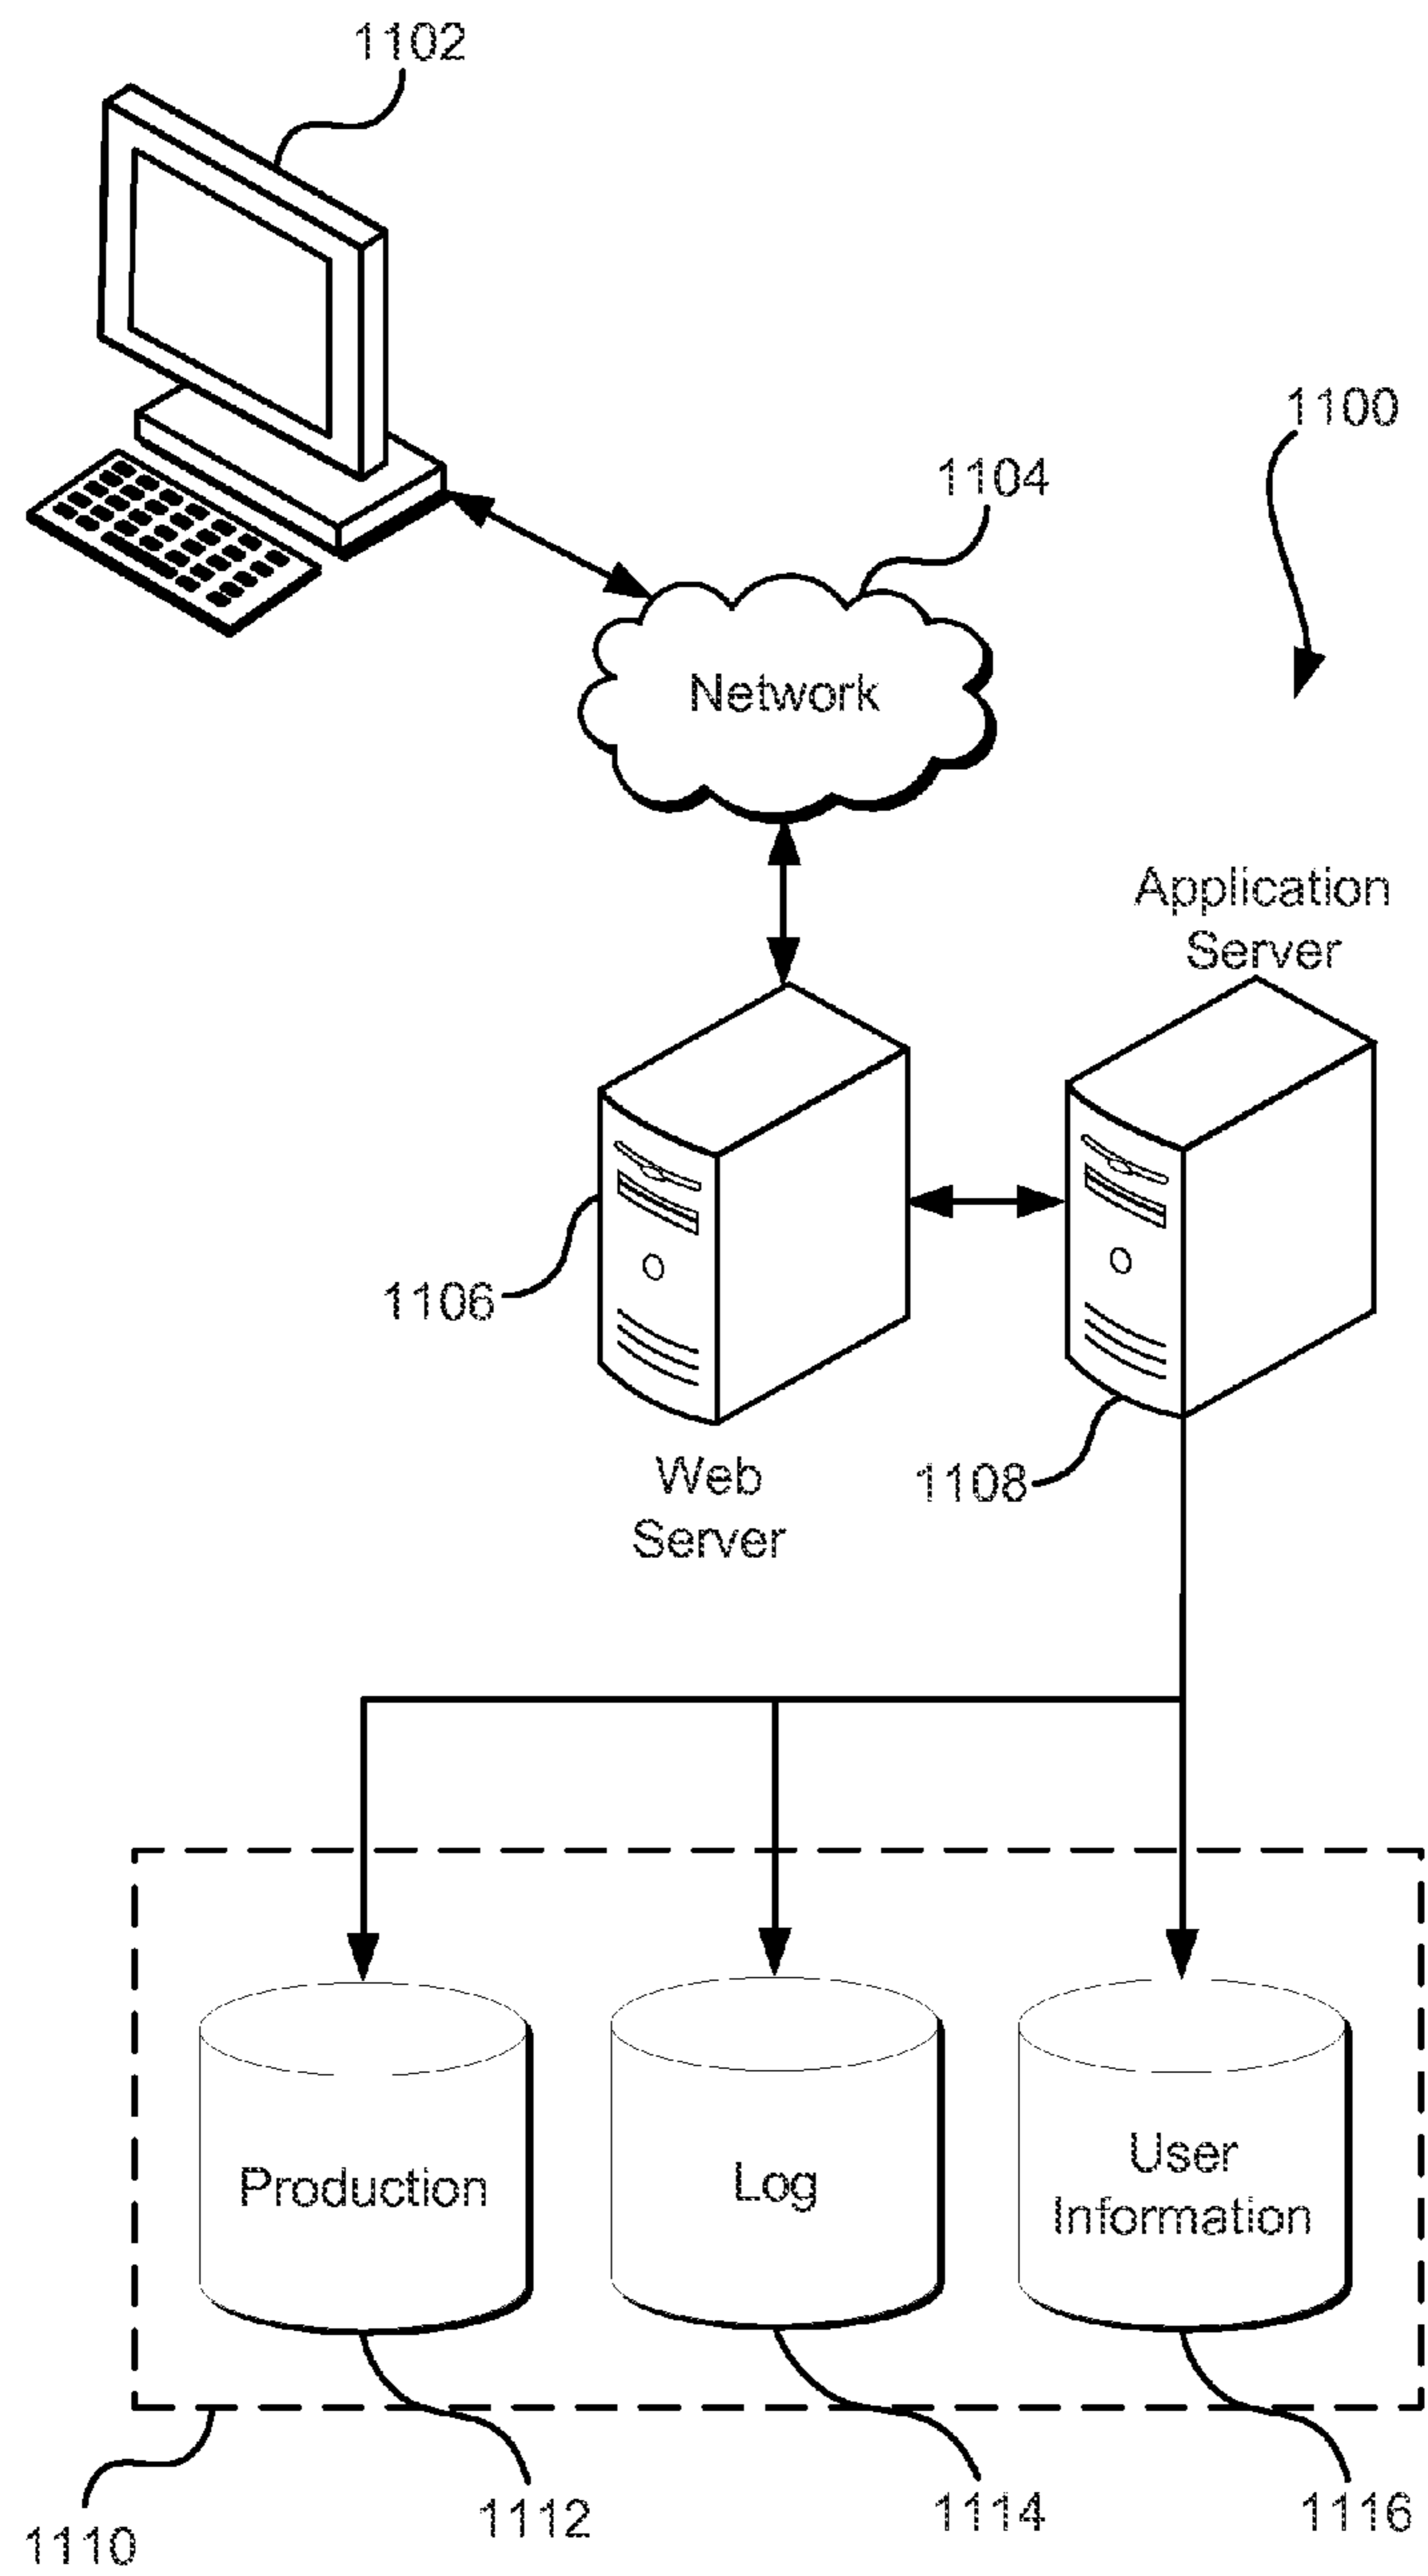 1102
1100
1104
Network
Application
Server
1106
Web
Server
1108
Production
Log
User
Information
1110
1112
1114
1116